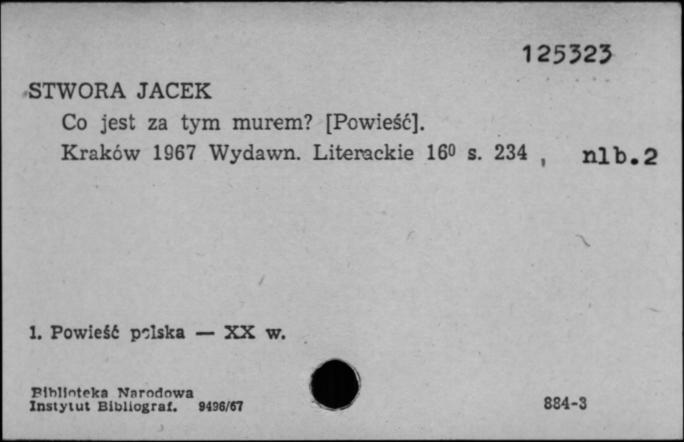 125323
STWORA JACEK
Co jest za tym murem? [Powieść].
Kraków 1967 Wydawn. Literackie 16⁰ s. 234 , nlb.2
1. Powieść polska — XX w.
Biblioteka Narodowa
Instytut Bibliograf. 9496/67
884-3